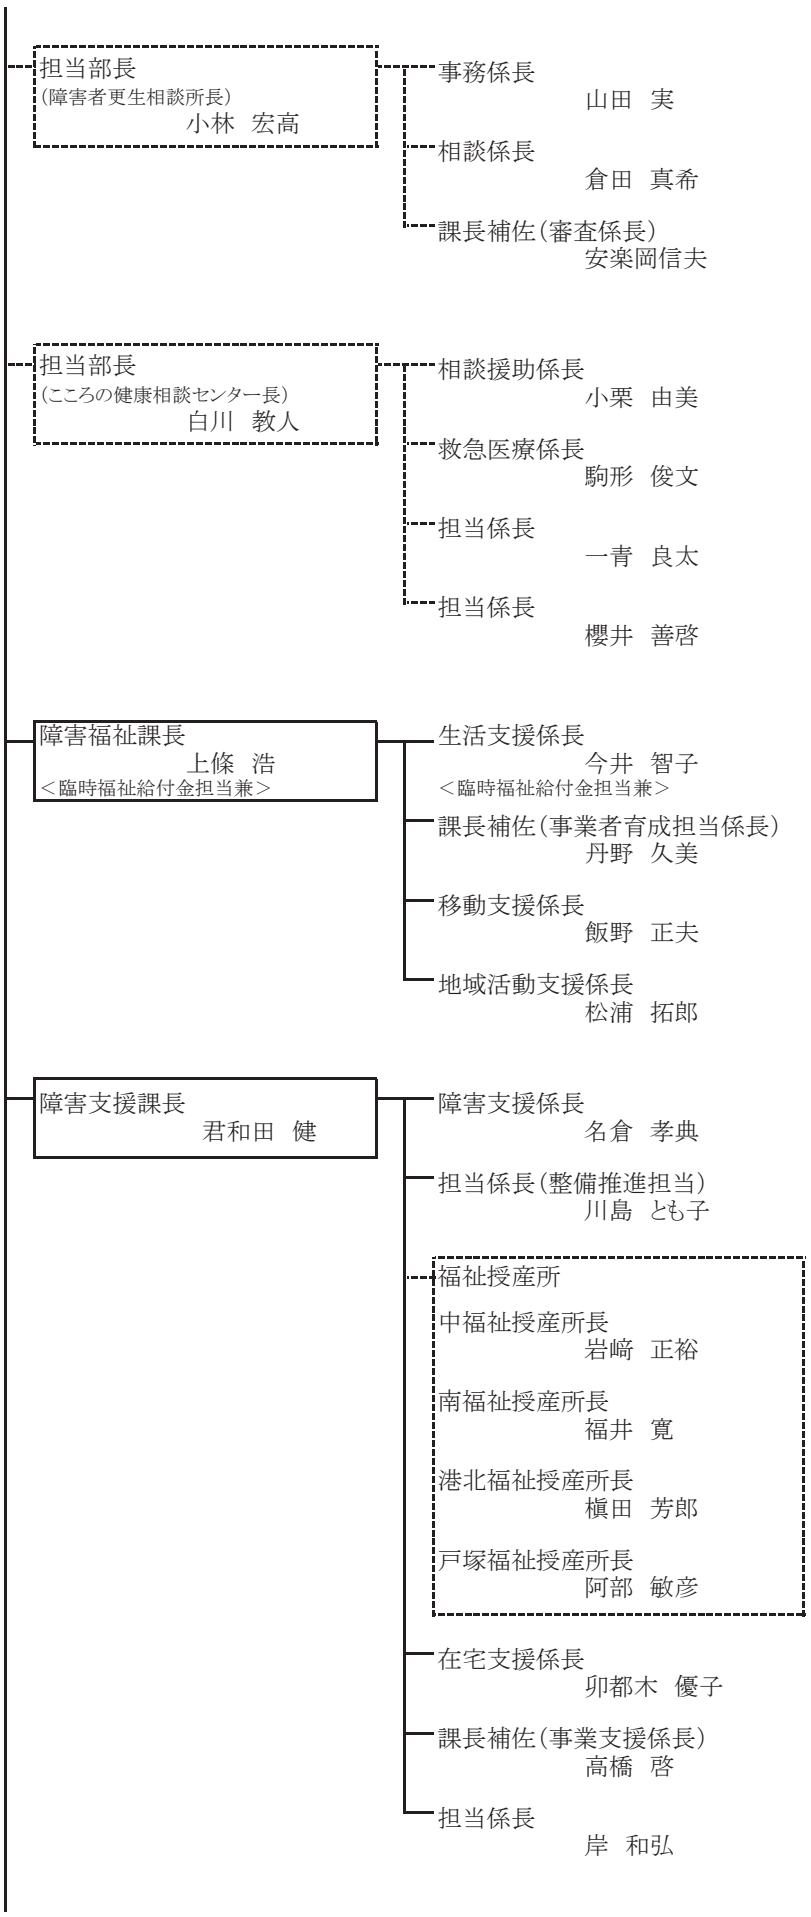 担当部長
(障害者更生相談所長)
小林 宏高
事務係長
山田 実
相談係長
倉田 真希
課長補佐(審査係長)
安楽岡信夫
担当部長
(こころの健康相談センター長)
白川 教人
相談援助係長
小栗 由美
救急医療係長
駒形 俊文
担当係長
一青 良太
担当係長
櫻井 善啓
障害福祉課長
上條 浩
<臨時福祉給付金担当兼>
生活支援係長
今井 智子
<臨時福祉給付金担当兼>
課長補佐(事業者育成担当係長)
丹野 久美
移動支援係長
飯野 正夫
地域活動支援係長
松浦 拓郎
障害支援課長
君和田 健
障害支援係長
名倉 孝典
担当係長(整備推進担当)
川島 とも子
福祉授産所
中福祉授産所長
岩﨑 正裕
南福祉授産所長
福井 寛
港北福祉授産所長
槇田 芳郎
戸塚福祉授産所長
阿部 敏彦
在宅支援係長
卯都木 優子
課長補佐(事業支援係長)
高橋 啓
担当係長
岸 和弘